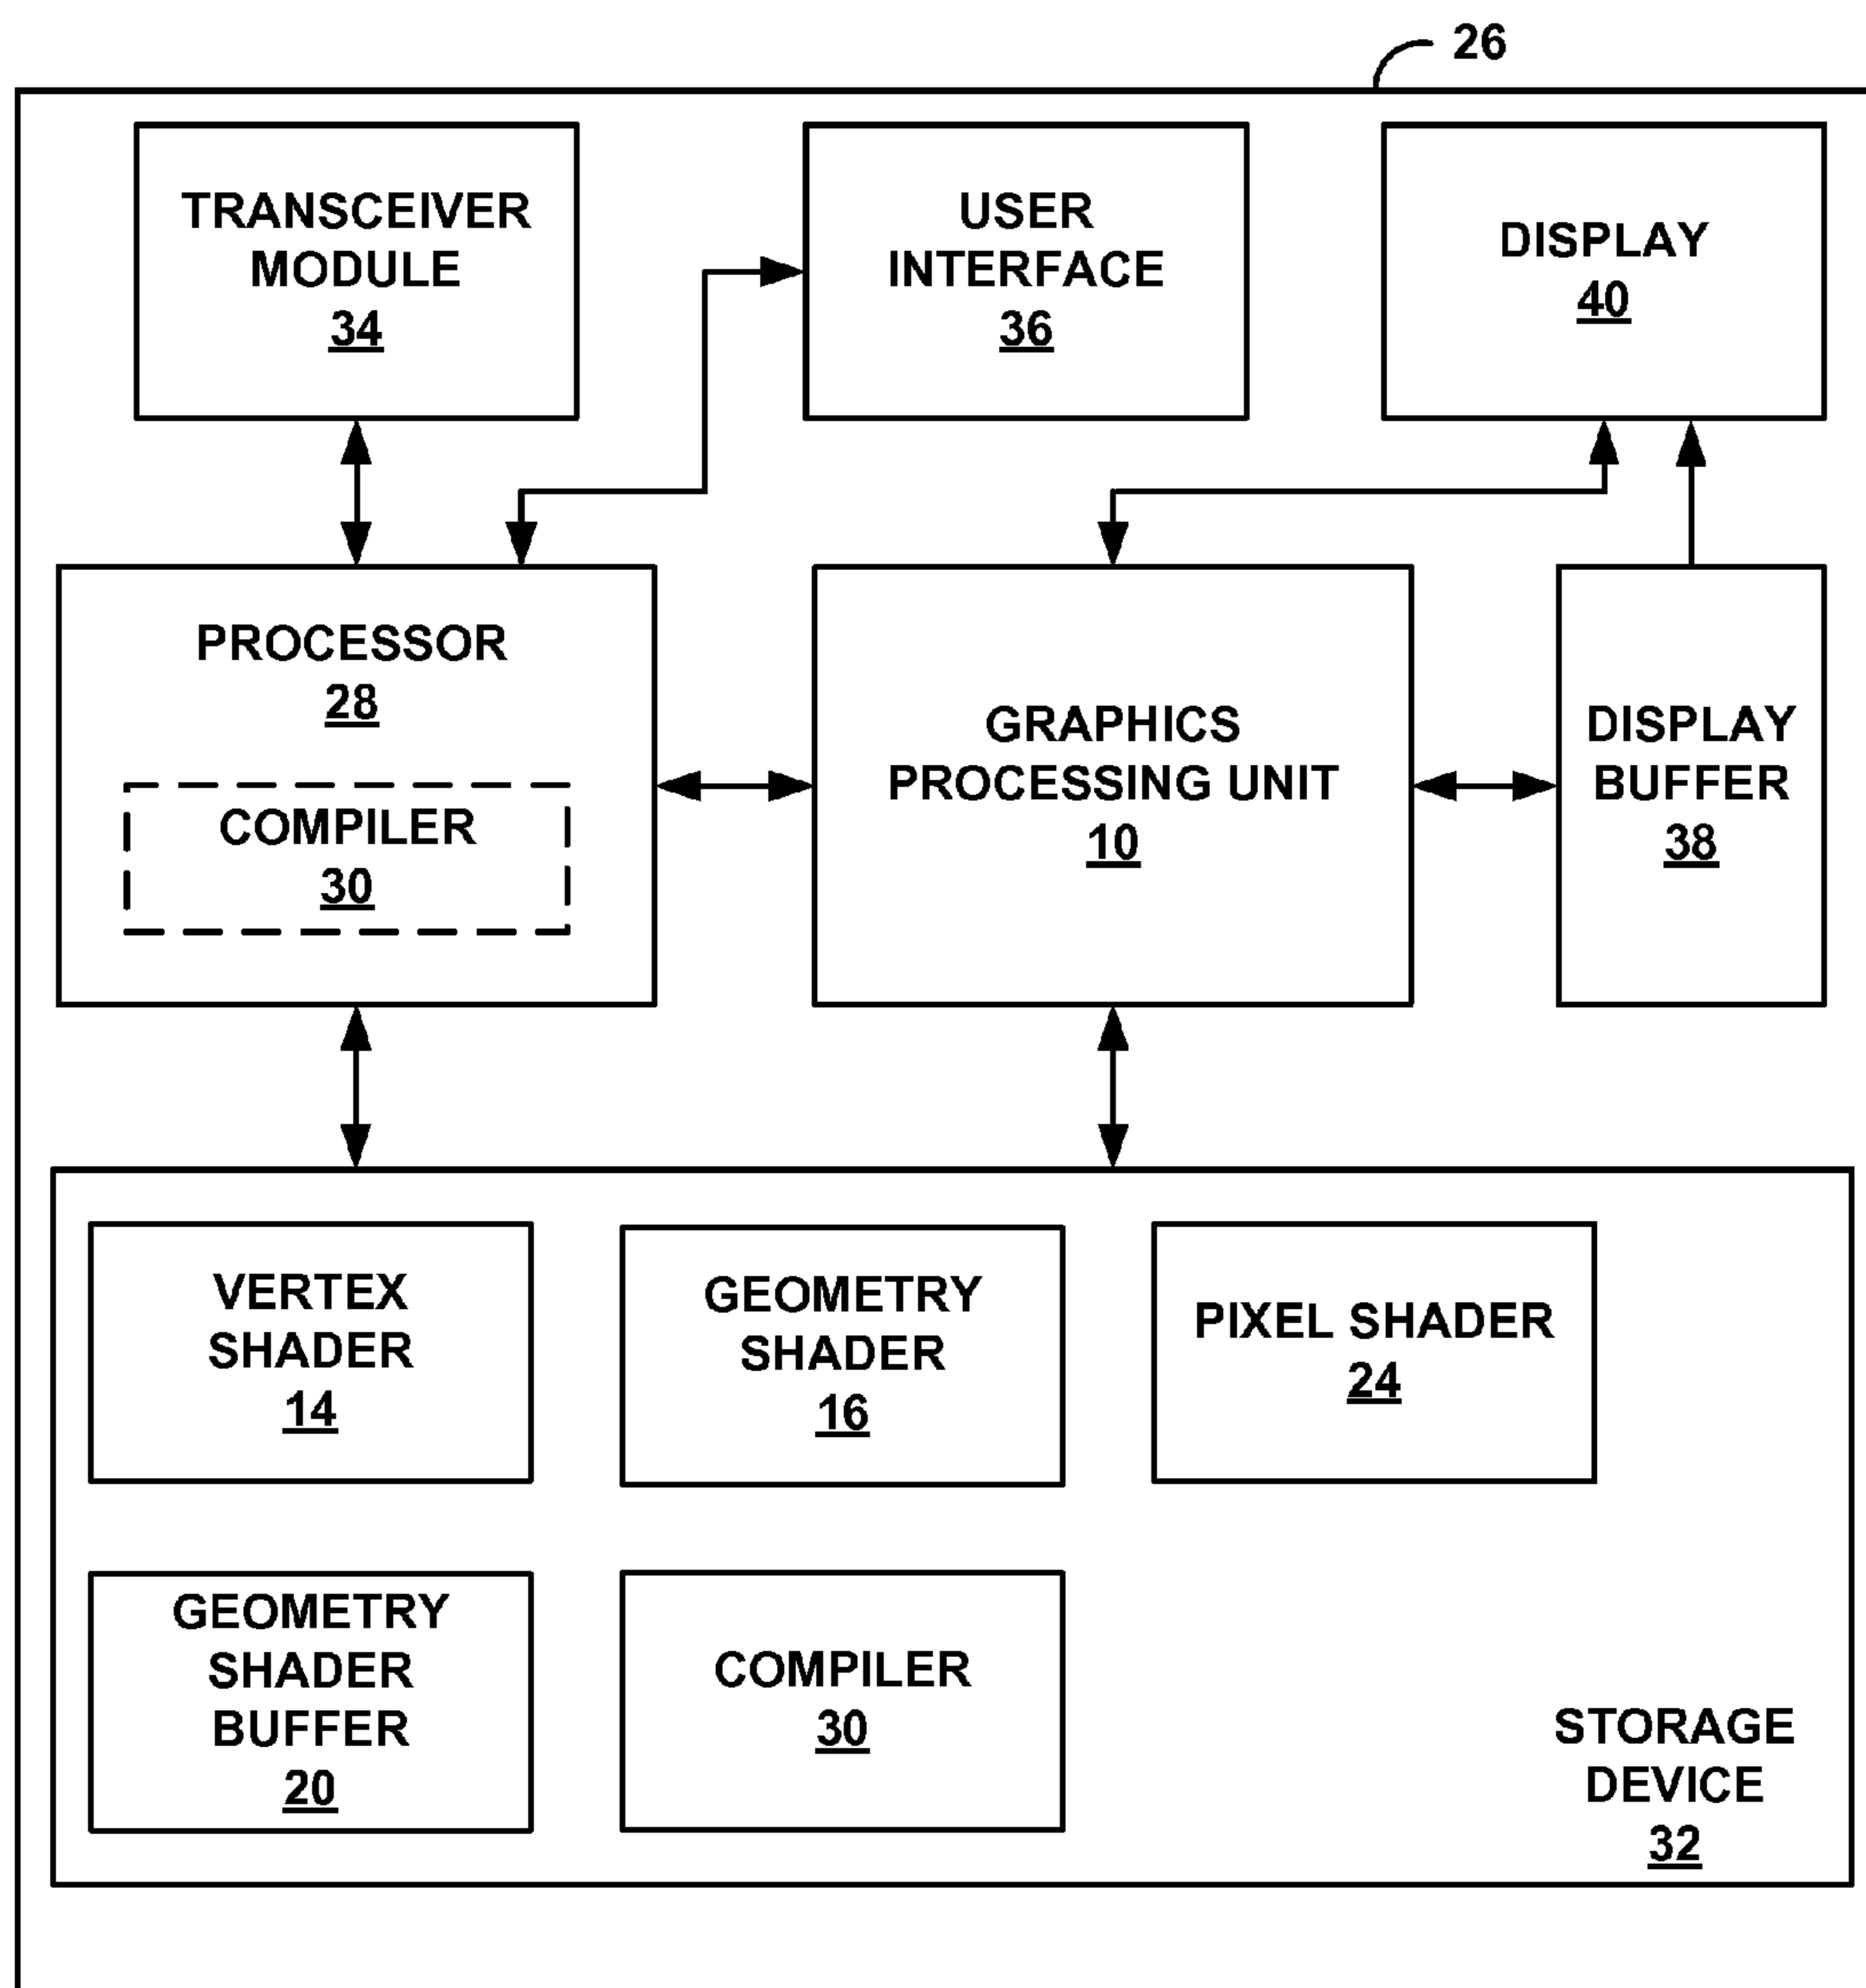 26
TRANSCEIVER
MODULE
34
USER
INTERFACE
36
DISPLAY
40
PROCESSOR
28
COMPILER
30
GRAPHICS
PROCESSING UNIT
10
DISPLAY
BUFFER
38
VERTEX
SHADER
14
GEOMETRY
SHADER
16
PIXEL SHADER
24
GEOMETRY
SHADER
BUFFER
20
COMPILER
30
STORAGE
DEVICE
32